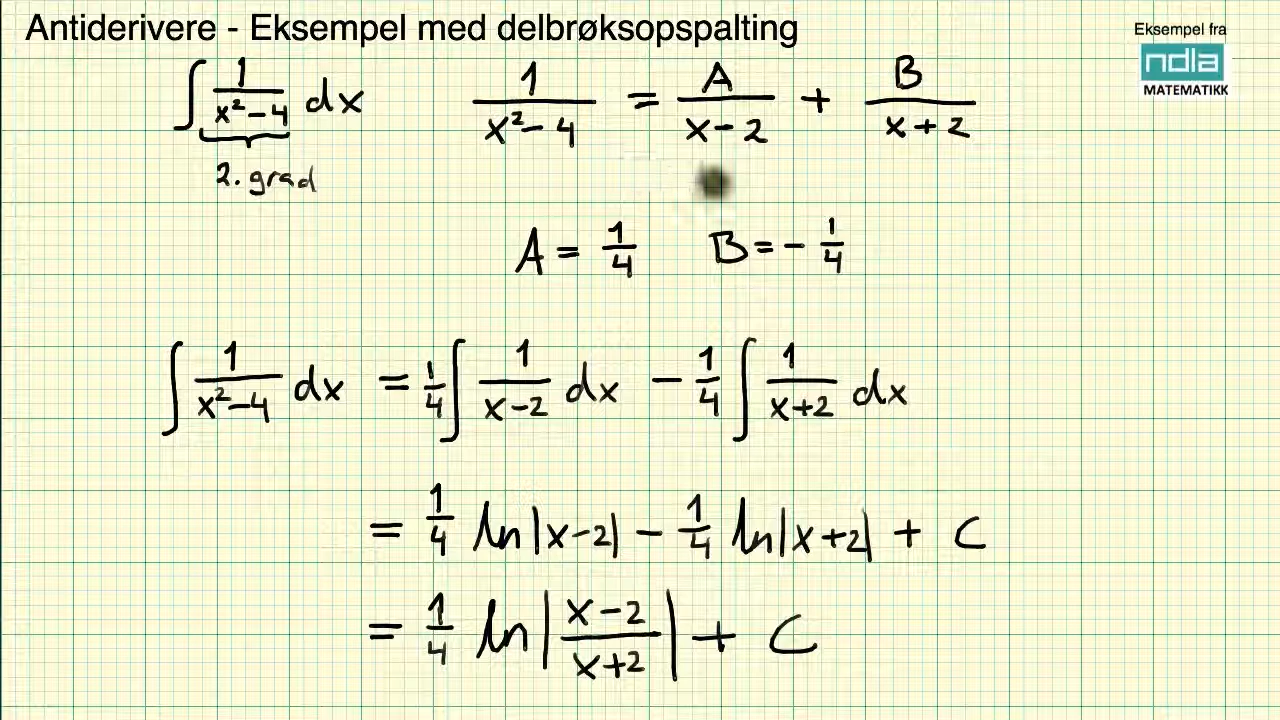 Antiderivere - Eksempel med delbrøksopspalting
Eksempel fra
ndla
MATEMATIKK
∫ 1/(x² - 4) dx
2. grad
1/(x² - 4) = A/(x - 2) + B/(x + 2)
A = 1/4 B = - 1/4
∫ 1/(x² - 4) dx = 1/4 ∫ 1/(x - 2) dx - 1/4 ∫ 1/(x + 2) dx
= 1/4 ln|x - 2| - 1/4 ln|x + 2| + C
= 1/4 ln|(x - 2)/(x + 2)| + C